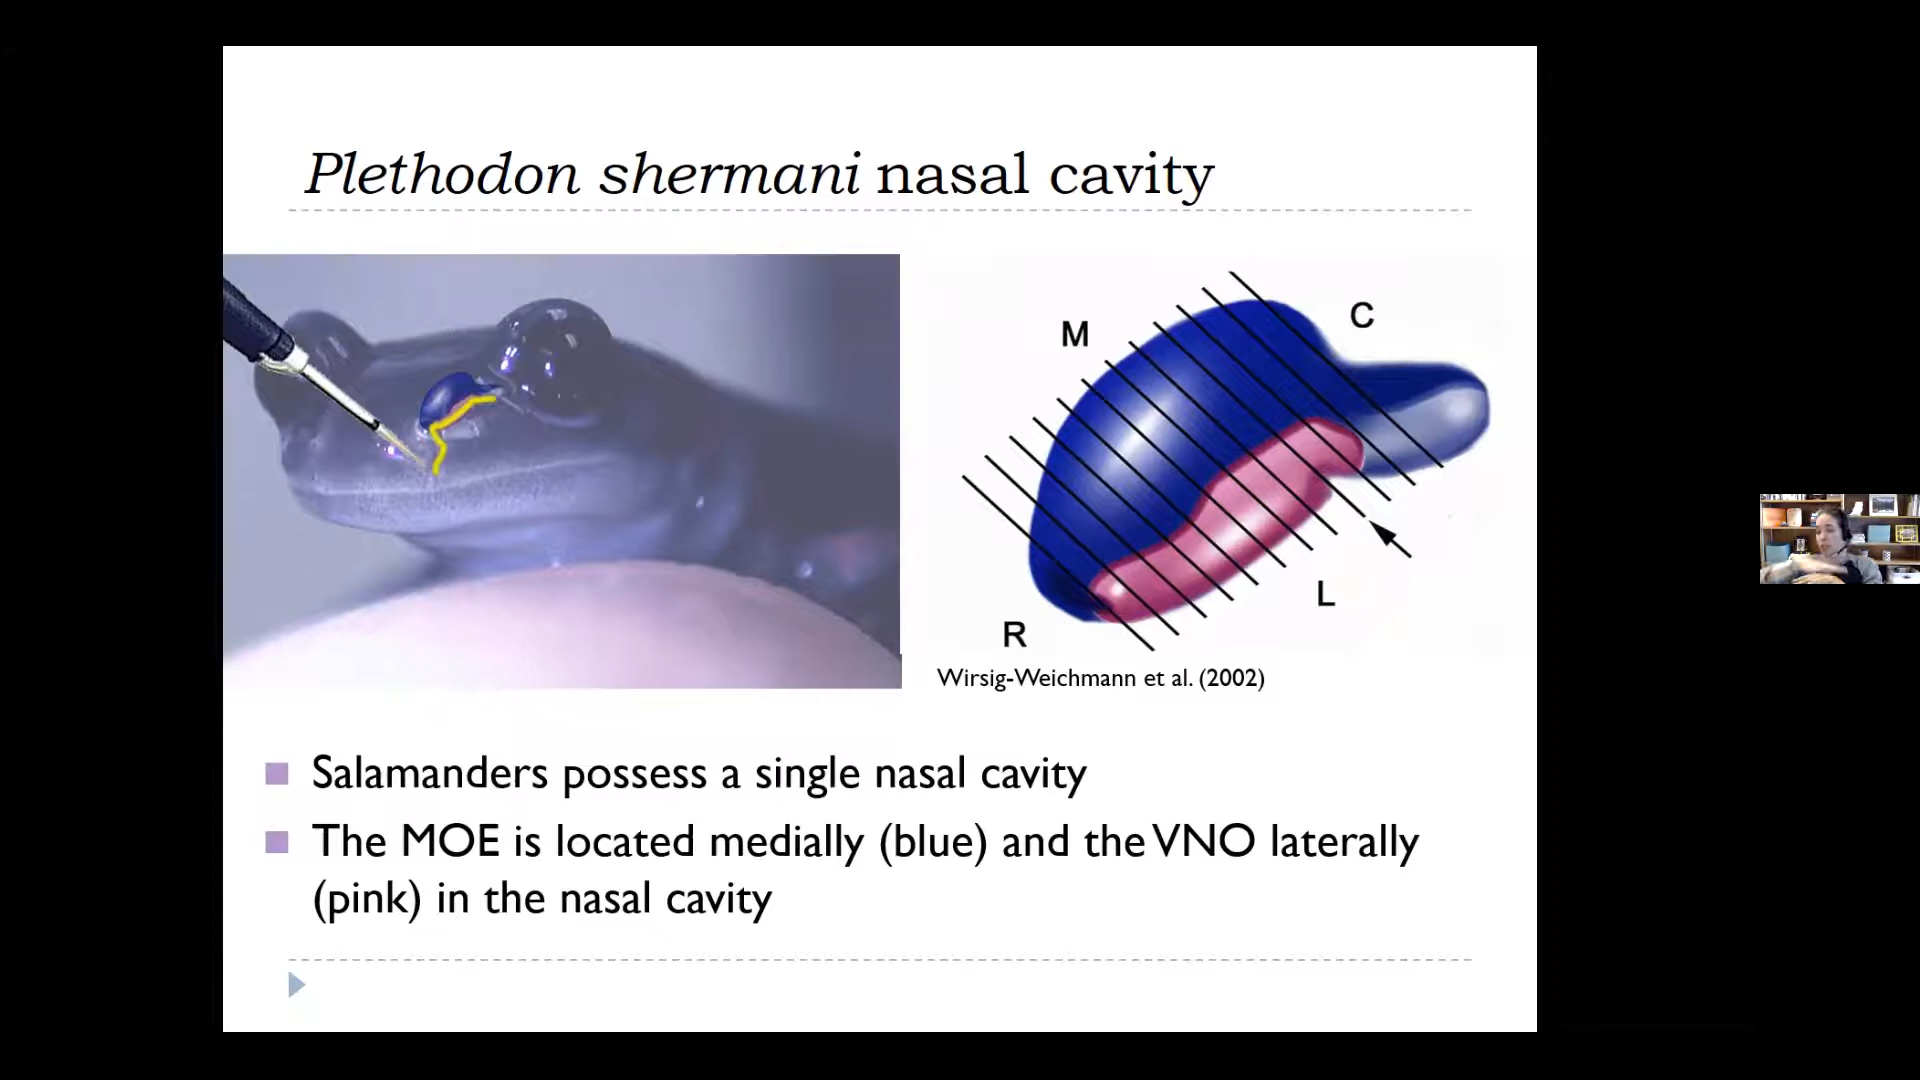 Plethodon shermani nasal cavity
M
C
L
R
Wirsig-Weichmann et al. (2002)
Salamanders possess a single nasal cavity
The MOE is located medially (blue) and the VNO laterally
(pink) in the nasal cavity